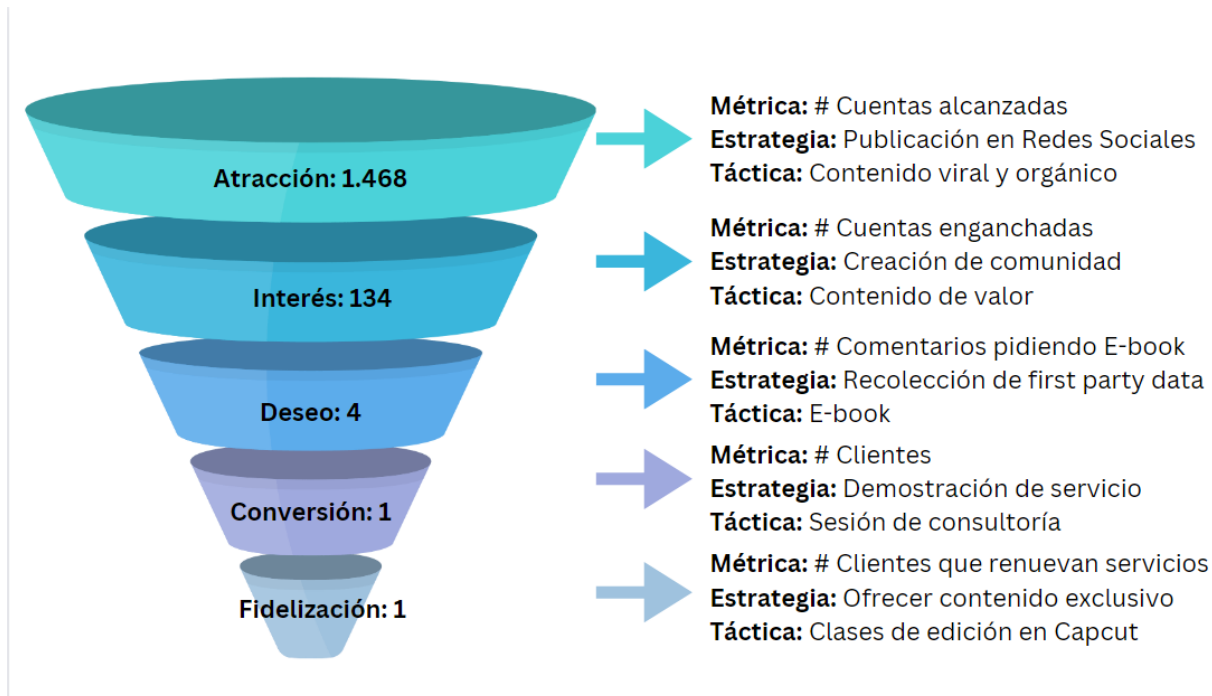 Atracción: 1.468
Métrica: # Cuentas alcanzadas
Estrategia: Publicación en Redes Sociales
Táctica: Contenido viral y orgánico
Interés: 134
Métrica: # Cuentas enganchadas
Estrategia: Creación de comunidad
Táctica: Contenido de valor
Deseo: 4
Métrica: # Comentarios pidiendo E-book
Estrategia: Recolección de first party data
Táctica: E-book
Conversión: 1
Métrica: # Clientes
Estrategia: Demostración de servicio
Táctica: Sesión de consultoría
Fidelización: 1
Métrica: # Clientes que renuevan servicios
Estrategia: Ofrecer contenido exclusivo
Táctica: Clases de edición en Capcut